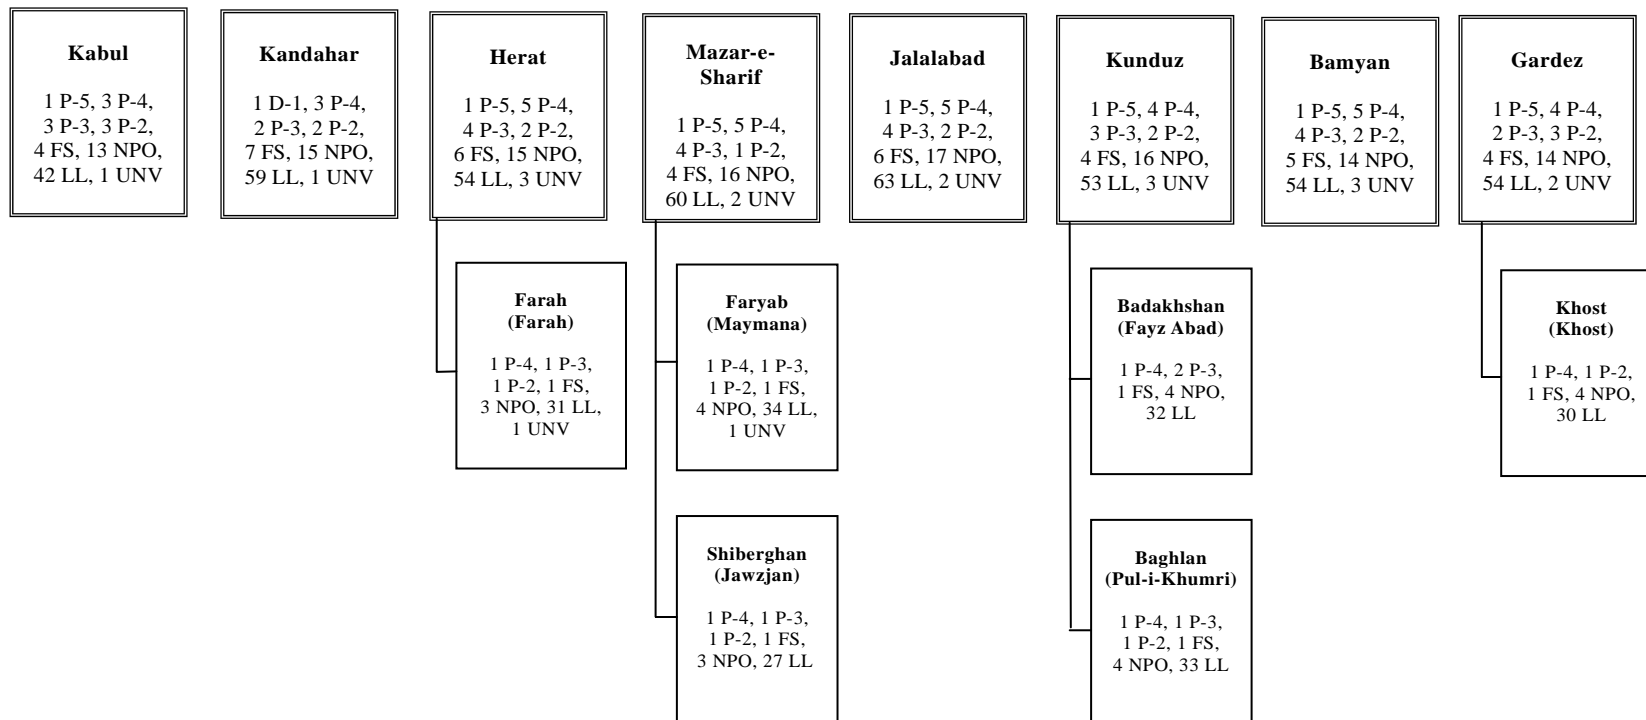 Kabul
1 P-5, 3 P-4,
3 P-3, 3 P-2,
4 FS, 13 NPO,
42 LL, 1 UNV
Kandahar
1 D-1, 3 P-4,
2 P-3, 2 P-2,
7 FS, 15 NPO,
59 LL, 1 UNV
Herat
1 P-5, 5 P-4,
4 P-3, 2 P-2,
6 FS, 15 NPO,
54 LL, 3 UNV
Mazar-e-
Sharif
1 P-5, 5 P-4,
4 P-3, 1 P-2,
4 FS, 16 NPO,
60 LL, 2 UNV
Jalalabad
1 P-5, 5 P-4,
4 P-3, 2 P-2,
6 FS, 17 NPO,
63 LL, 2 UNV
Kunduz
1 P-5, 4 P-4,
3 P-3, 2 P-2,
4 FS, 16 NPO,
53 LL, 3 UNV
Bamyan
1 P-5, 5 P-4,
4 P-3, 2 P-2,
5 FS, 14 NPO,
54 LL, 3 UNV
Gardez
1 P-5, 4 P-4,
2 P-3, 3 P-2,
4 FS, 14 NPO,
54 LL, 2 UNV
Farah
(Farah)
1 P-4, 1 P-3,
1 P-2, 1 FS,
3 NPO, 31 LL,
1 UNV
Faryab
(Maymana)
1 P-4, 1 P-3,
1 P-2, 1 FS,
4 NPO, 34 LL,
1 UNV
Badakhshan
(Fayz Abad)
1 P-4, 2 P-3,
1 FS, 4 NPO,
32 LL
Khost
(Khost)
1 P-4, 1 P-2,
1 FS, 4 NPO,
30 LL
Shiberghan
(Jawzjan)
1 P-4, 1 P-3,
1 P-2, 1 FS,
3 NPO, 27 LL
Baghlan
(Pul-i-Khumri)
1 P-4, 1 P-3,
1 P-2, 1 FS,
4 NPO, 33 LL